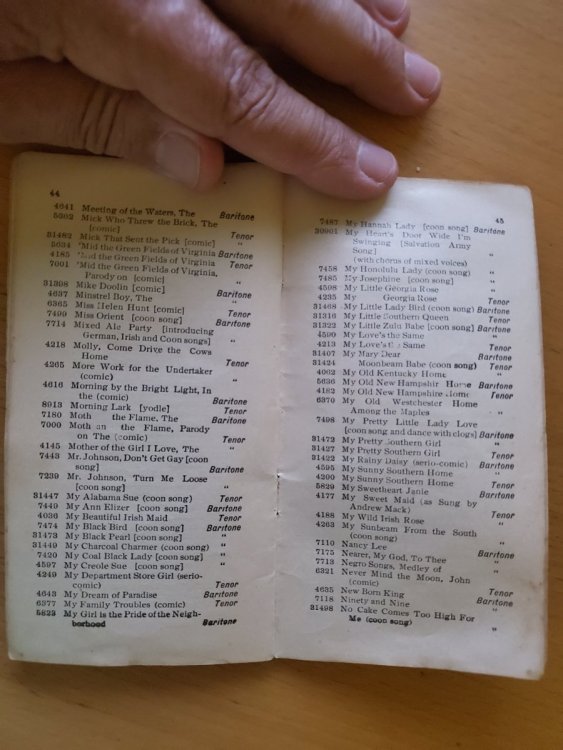 44
4641 Meeting of the Waters, The Baritone
5302 Mick Who Threw the Brick, The
[comic] Tenor
31482 Mick That Sent the Pick [comic] "
5634 'Mid the Green Fields of Virginia Baritone
4185 'Mid the Green Fields of Virginia Tenor
7001 'Mid the Green Fields of Virginia,
Parody on [comic] "
31398 Mike Doolin [comic] "
4637 Minstrel Boy, The Baritone
6365 Miss Helen Hunt [comic] "
7499 Miss Orient [coon song] Tenor
7714 Mixed Ale Party [introducing Baritone
German, Irish and Coon songs] "
4218 Molly, Come Drive the Cows
Home Tenor
4265 More Work for the Undertaker
(comic) "
4616 Morning by the Bright Light, In
the (comic) Baritone
8913 Morning Lark [yodle] Tenor
7180 Moth the Flame, The Baritone
7000 Moth the Flame, Parody
on The (comic) Tenor
4145 Mother of the Girl I Love, The "
7443 Mr. Johnson, Don't Get Gay [coon
song] Baritone
7239 Mr. Johnson, Turn Me Loose
[coon song] "
31447 My Alabama Sue (coon song) Tenor
7449 My Ann Elizer [coon song] Baritone
4036 My Beautiful Irish Maid Tenor
7474 My Black Bird [coon song] Baritone
31473 My Black Pearl [coon song] "
31449 My Charcoal Charmer (coon song) "
7420 My Coal Black Lady [coon song] "
4597 My Creole Sue [coon song] "
4249 My Department Store Girl (serio-
comic) Tenor
4643 My Dream of Paradise Baritone
6377 My Family Troubles (comic) Tenor
5823 My Girl is the Pride of the Neigh-
borhood Baritone
45
7487 My Hannah Lady [coon song] Baritone
30901 My Heart's Door Wide I'm
Swinging [Salvation Army
Song] "
(with chorus of mixed voices)
7458 My Honolulu Lady (coon song) "
7485 My Josephine [coon song] "
4598 My Little Georgia Rose "
4235 My Georgia Rose Tenor
31468 My Little Lady Bird (coon song) Baritone
31316 My Little Southern Queen Tenor
31323 My Little Zulu Babe [coon song] Baritone
4590 My Love's the Same "
4213 My Love's Same Tenor
31407 My Mary Dear Baritone
31424 Moonbeam Babe (coon song) Tenor
4062 My Old Kentucky Home "
5636 My Old New Hampshir Home Baritone
4182 My Old New Hampshire Home Tenor
6370 My Old Westchester Home
Among the Maples "
7498 My Pretty Little Lady Love
[coon song and dance with clogs] Baritone
31472 My Pretty Southern Girl "
31427 My Pretty Southern Girl Tenor
31422 My Rainy Daisy (serio-comic) Baritone
4595 My Sunny Southern Home "
4200 My Sunny Southern Home Tenor
5829 My Sweetheart Janie Baritone
4177 My Sweet Maid (as Sung by
Andrew Mack) Tenor
4188 My Wild Irish Rose "
4263 My Sunbeam From the South
(coon song) "
7110 Nancy Lee "
7175 Nearer, My God, To Thee Baritone
7713 Negro Songs, Medley of "
6321 Never Mind the Moon, John
(comic) "
4635 New Born King Tenor
7118 Ninety and Nine Baritone
31498 No Cake Comes Too High For
Me (coon song) "